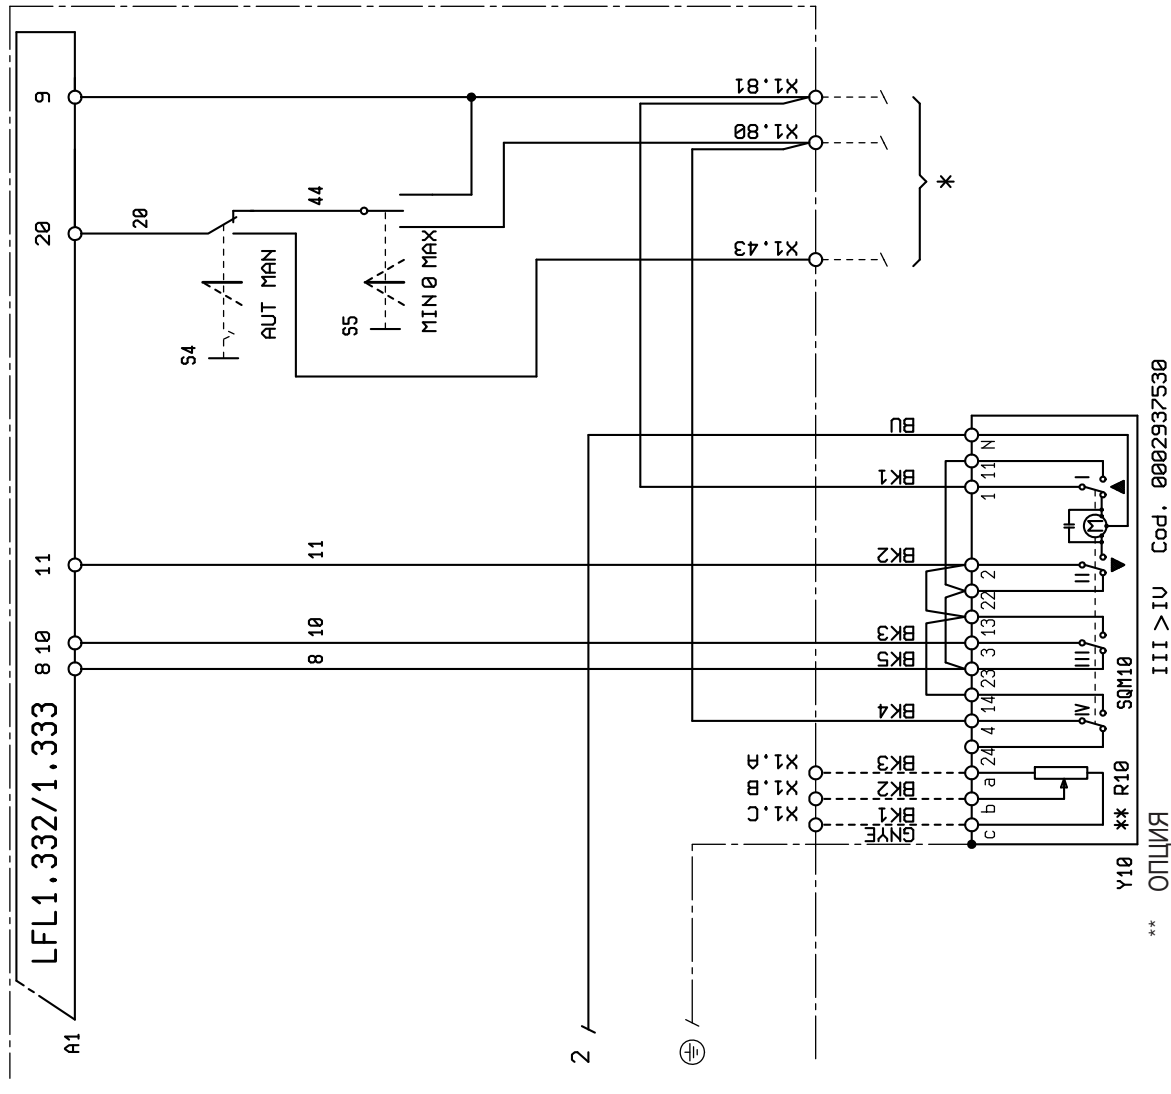 LFL1.332/1.333
A1
8
10
11
20
9
8
10
11
20
44
S4
AUT MAN
S5
MIN 0 MAX
X1.81
X1.80
X1.43
*
X1.A
X1.B
X1.C
2
BU
BK1
BK2
BK3
BK5
BK4
BK3
BK2
BK1
GNYE
N
11
1
2
22
13
3
23
14
4
24
a
b
c
I
II
III
IV
M
SQM10
** R10
Y10
III >IV Cod. 0002937530
** ОПЦИЯ